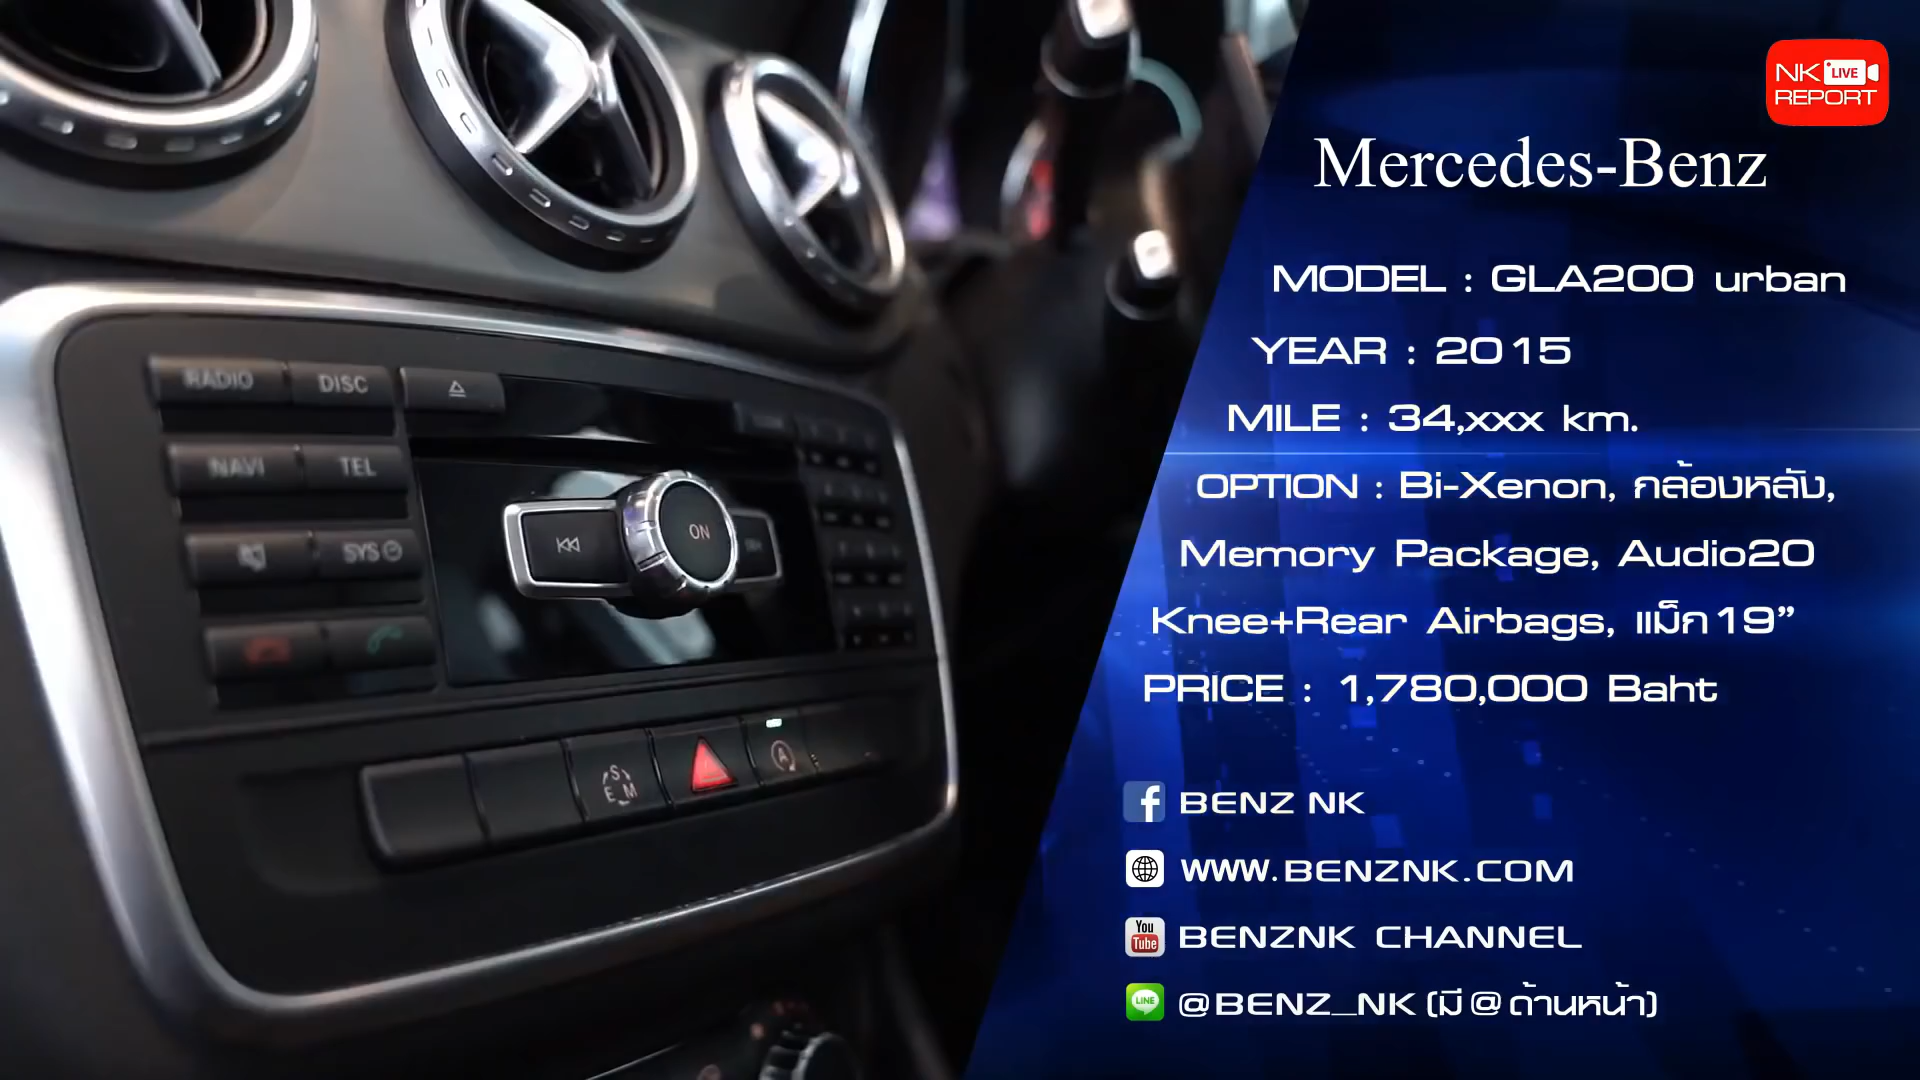 NK LIVE
REPORT
Mercedes-Benz
MODEL : GLA200 urban
YEAR : 2015
MILE : 34,xxx km.
OPTION : Bi-Xenon, กล้องหลัง,
Memory Package, Audio20
Knee+Rear Airbags, แม็ก19”
PRICE : 1,780,000 Baht
BENZ NK
WWW.BENZNK.COM
You
Tube
BENZNK CHANNEL
LINE
@BENZ_NK (มี @ ด้านหน้า)
RADIO
DISC
NAVI
TEL
SYS
ON
S
E M
A